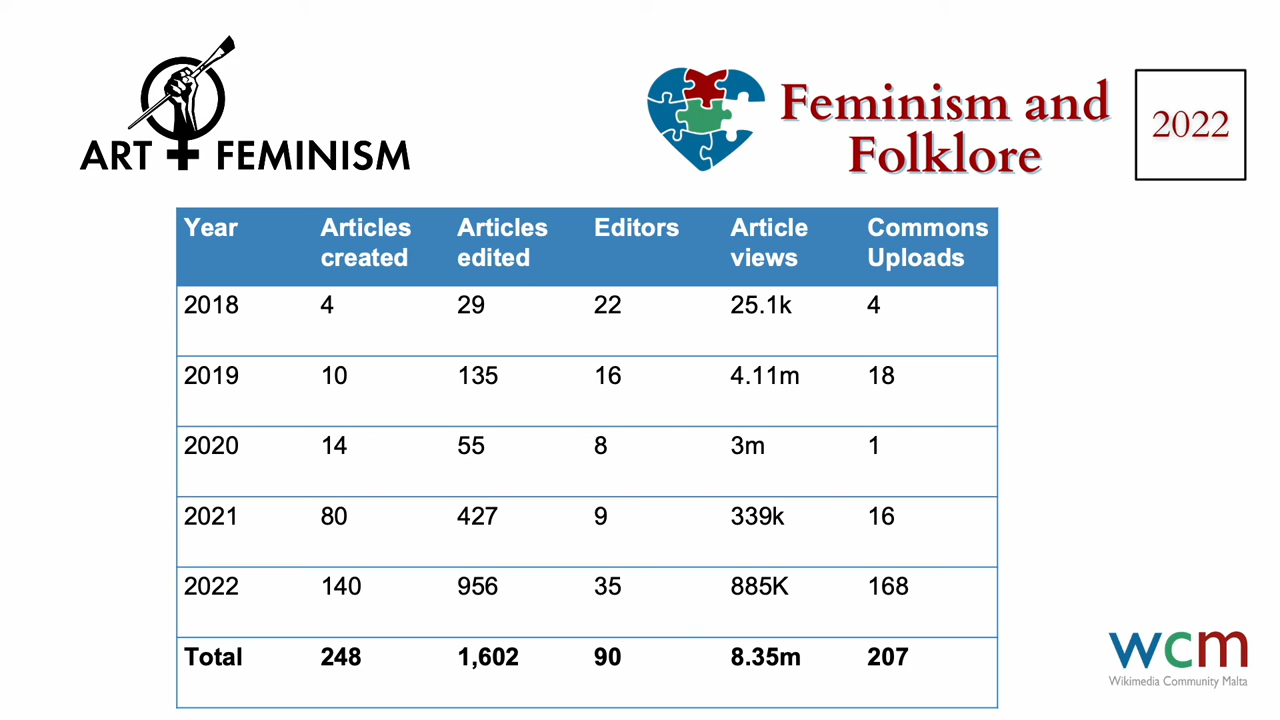 ART + FEMINISM
Feminism and
Folklore
2022
Year Articles created Articles edited Editors Article views Commons Uploads
2018 4 29 22 25.1k 4
2019 10 135 16 4.11m 18
2020 14 55 8 3m 1
2021 80 427 9 339k 16
2022 140 956 35 885K 168
Total 248 1,602 90 8.35m 207
wcm
Wikimedia Community Malta